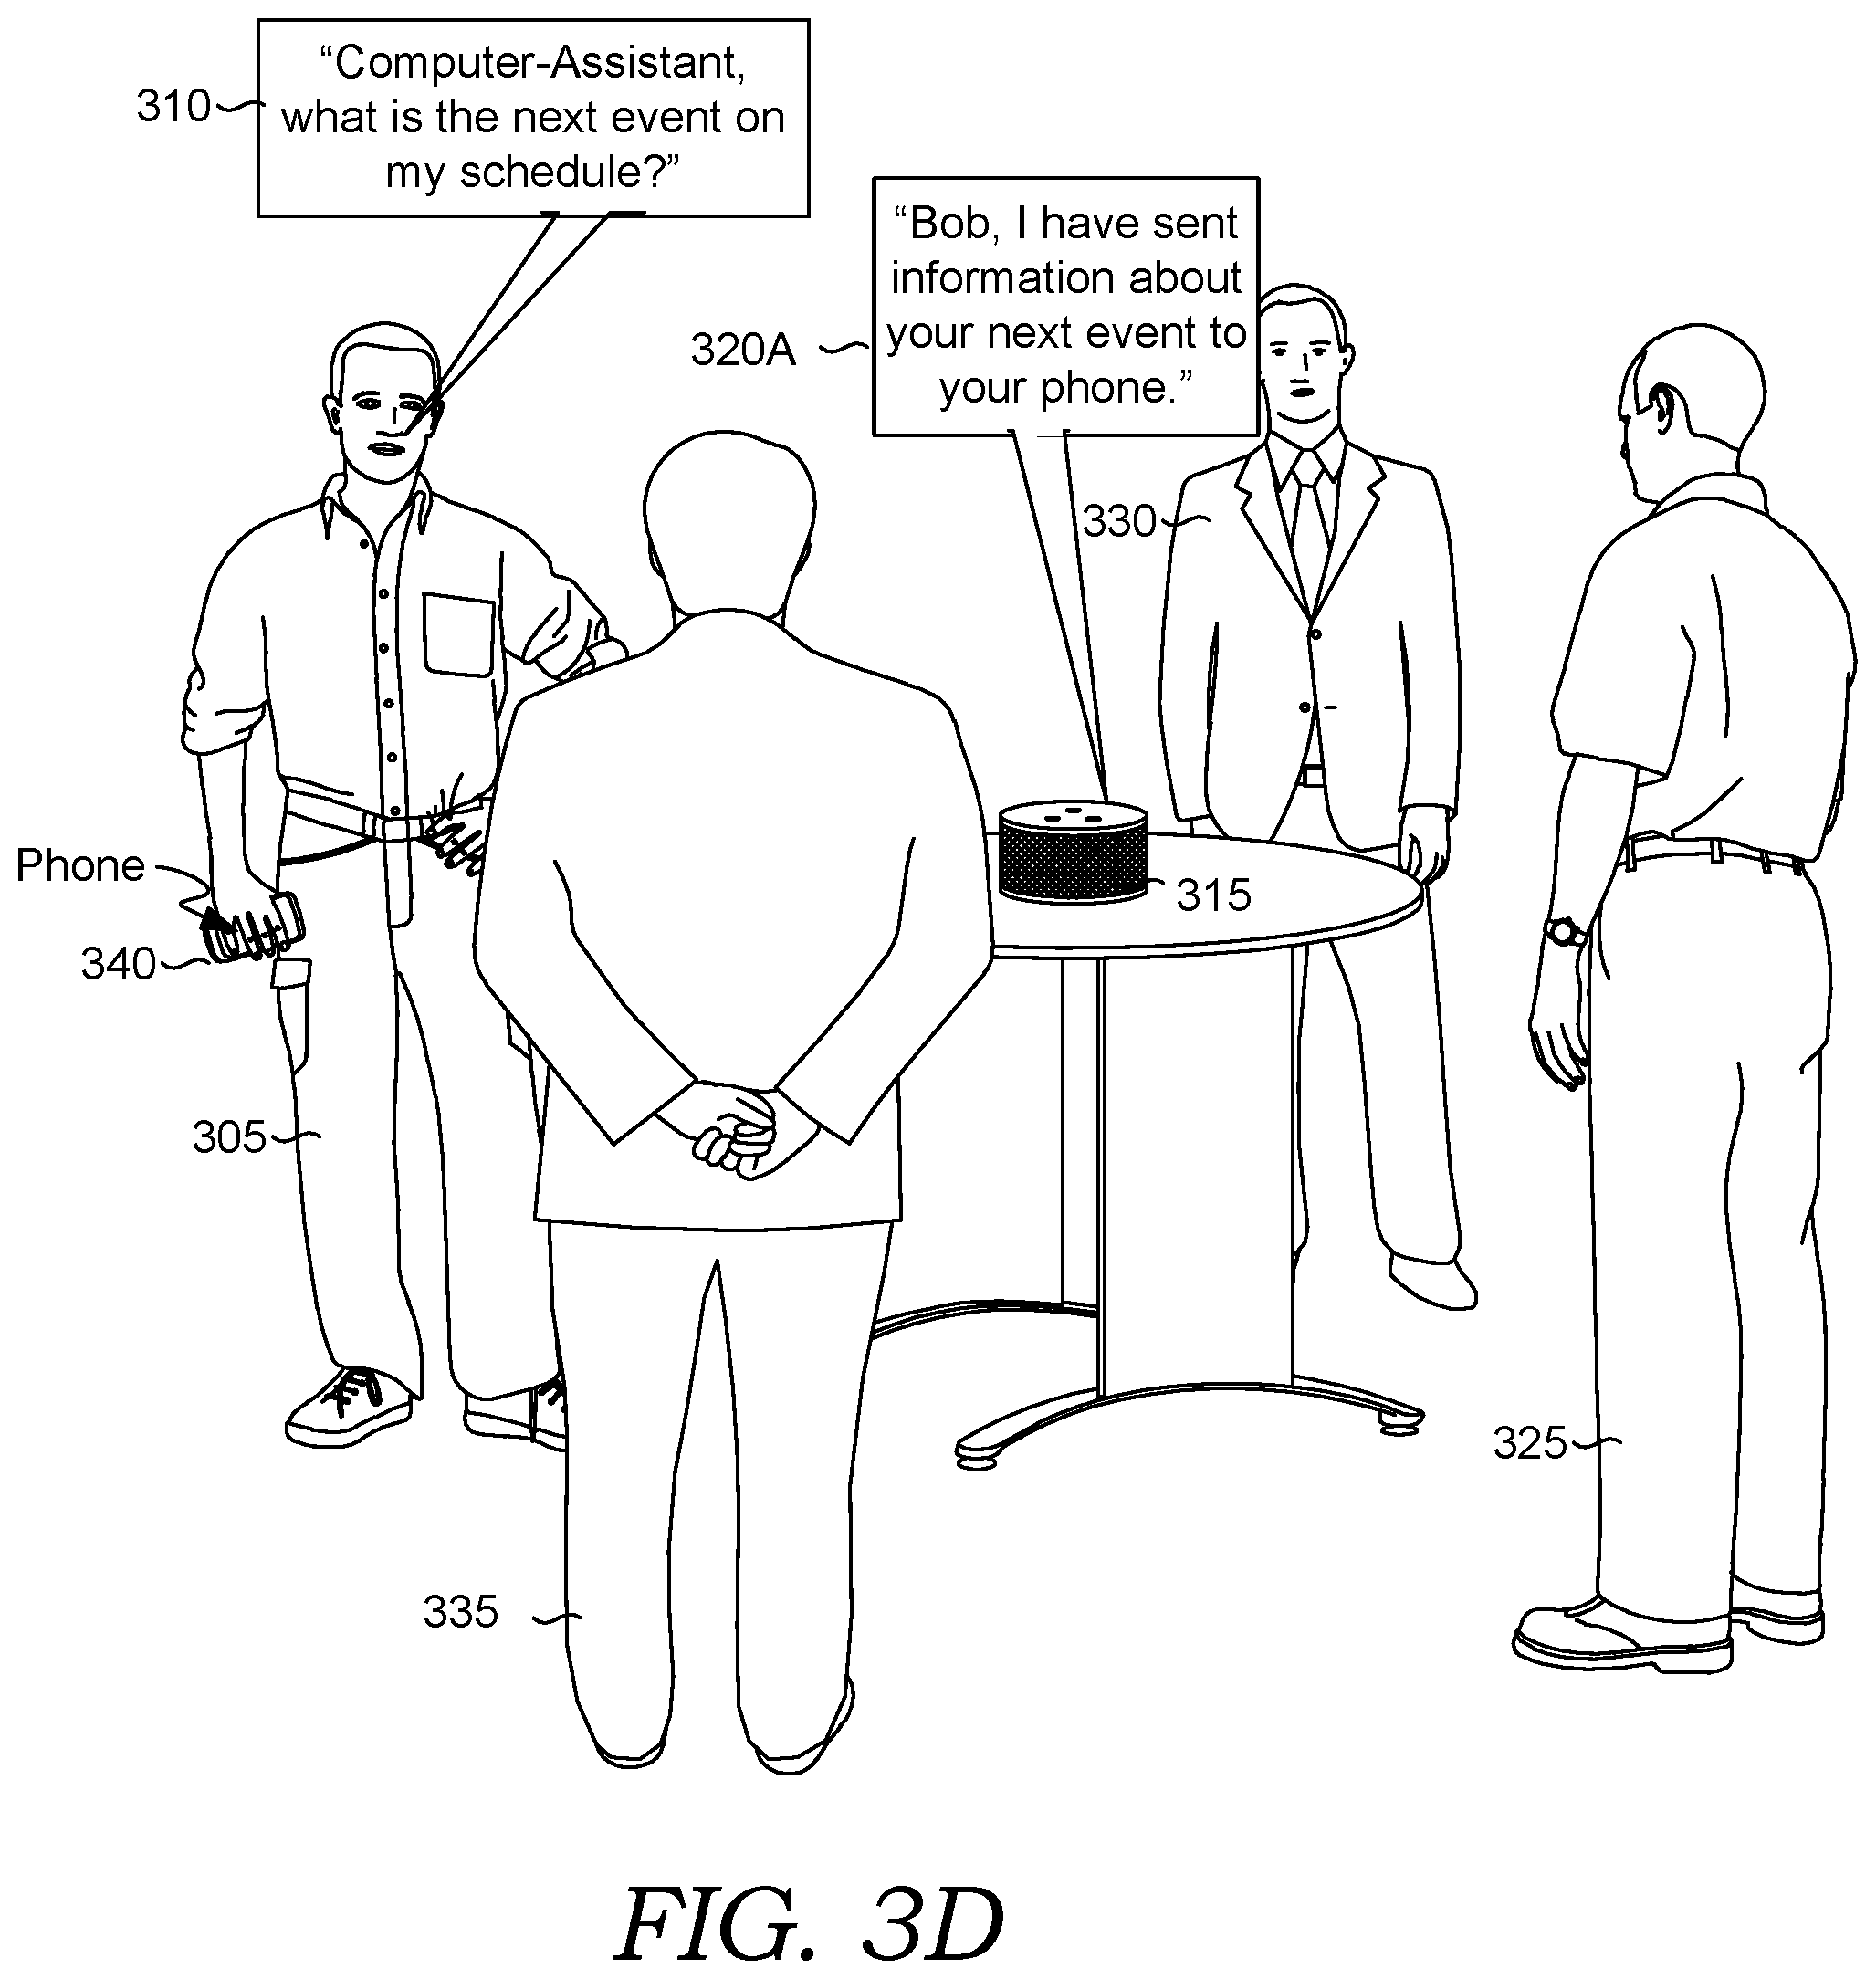 “Computer-Assistant,
what is the next event on
my schedule?”
310
“Bob, I have sent
information about
your next event to
your phone.”
320A
330
Phone
315
340
305
325
335
FIG. 3D